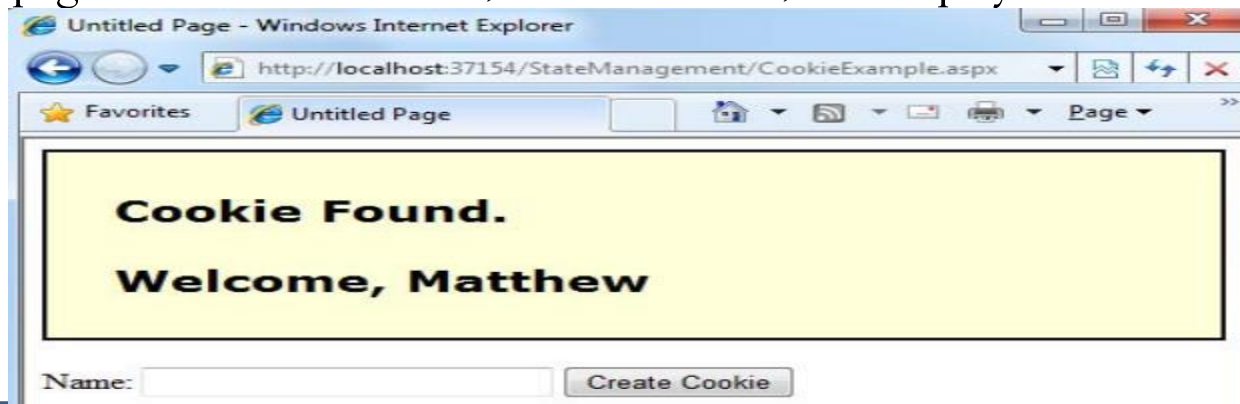 Untitled Page - Windows Internet Explorer
http://localhost:37154/StateManagement/CookieExample.aspx
Favorites Untitled Page Page
Cookie Found.
Welcome, Matthew
Name: Create Cookie